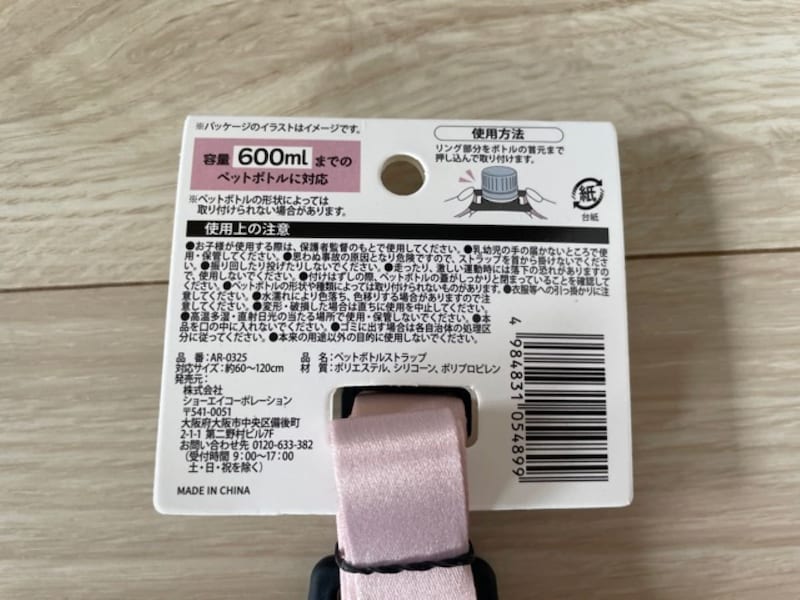 ※パッケージのイラストはイメージです。
容量 600ml までの
ペットボトルに対応
※ペットボトルの形状によっては
取り付けられない場合があります。
使用方法
リング部分をボトルの首元まで
押し込んで取り付けます。
紙
台紙
使用上の注意
●お子様が使用する際は、保護者監督のもとで使用してください。●乳幼児の手の届かないところで使
用・保管してください。●思わぬ事故の原因となり危険ですので、ストラップを首から掛けないでくださ
い。●振り回したり投げたりしないでください。●走ったり、激しい運動時には落下の恐れがありますの
で、使用しないでください。●付けはずしの際、ペットボトルの蓋がしっかりと閉まっていることを確認して
ください。●ペットボトルの形状や種類によっては取り付けられないものがあります。●衣服等への引っ掛かりに注
意してください。●水濡れにより色落ち、色移りする場合がありますので注
意してください。●変形・破損した場合は直ちに使用を中止してください。
●高温多湿・直射日光の当たる場所で使用・保管しないでください。●本
品を口の中に入れないでください。●ゴミに出す場合は各自治体の処理区
分に従ってください。●本来の用途以外の目的に使用しないでください。
品 番：AR-0325
品 名：ペットボトルストラップ
対応サイズ：約60～120cm
材 質：ポリエステル、シリコーン、ポリプロピレン
発売元：
株式会社
ショーエイコーポレーション
〒541-0051
大阪府大阪市中央区備後町
2-1-1 第二野村ビル7F
お問い合わせ先 0120-633-382
（受付時間 9：00～17：00
土・日・祝を除く）
MADE IN CHINA
4 984831 054899